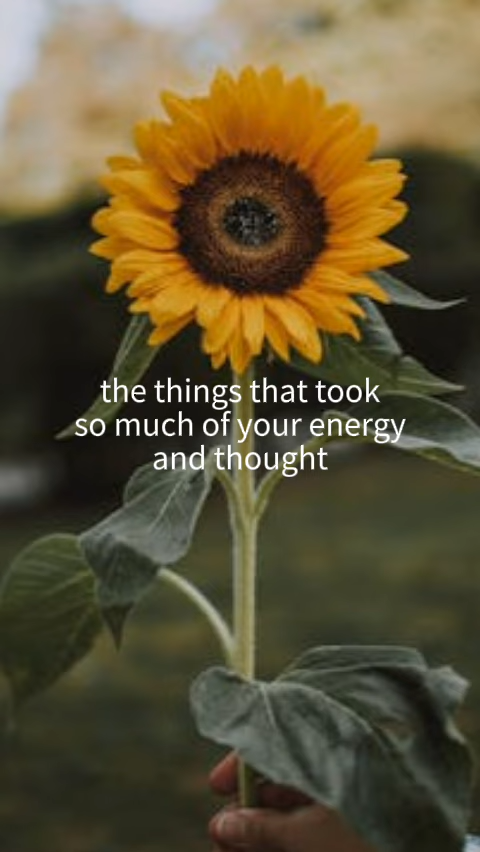 the things that took
so much of your energy
and thought